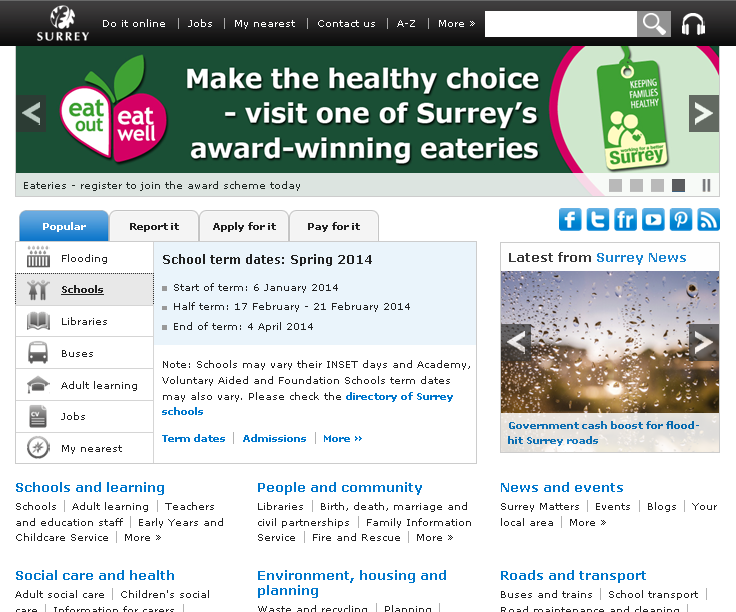 SURREY
Do it online | Jobs | My nearest | Contact us | A-Z | More »
eat out eat well
Make the healthy choice
- visit one of Surrey's
award-winning eateries
KEEPING
FAMILIES
HEALTHY
working for a better
Surrey
Eateries - register to join the award scheme today
Popular
Report it
Apply for it
Pay for it
Flooding
Schools
Libraries
Buses
Adult learning
CV
Jobs
My nearest
School term dates: Spring 2014
Start of term: 6 January 2014
Half term: 17 February - 21 February 2014
End of term: 4 April 2014
Note: Schools may vary their INSET days and Academy,
Voluntary Aided and Foundation Schools term dates
may also vary. Please check the directory of Surrey
schools
Term dates | Admissions | More »
Latest from Surrey News
Government cash boost for flood-
hit Surrey roads
Schools and learning
Schools | Adult learning | Teachers
and education staff | Early Years and
Childcare Service | More »
People and community
Libraries | Birth, death, marriage and
civil partnerships | Family Information
Service | Fire and Rescue | More »
News and events
Surrey Matters | Events | Blogs | Your
local area | More »
Social care and health
Adult social care | Children's social
care | Information for carers |
Environment, housing and
planning
Waste and recycling | Planning |
Roads and transport
Buses and trains | School transport |
Road maintenance and cleaning |